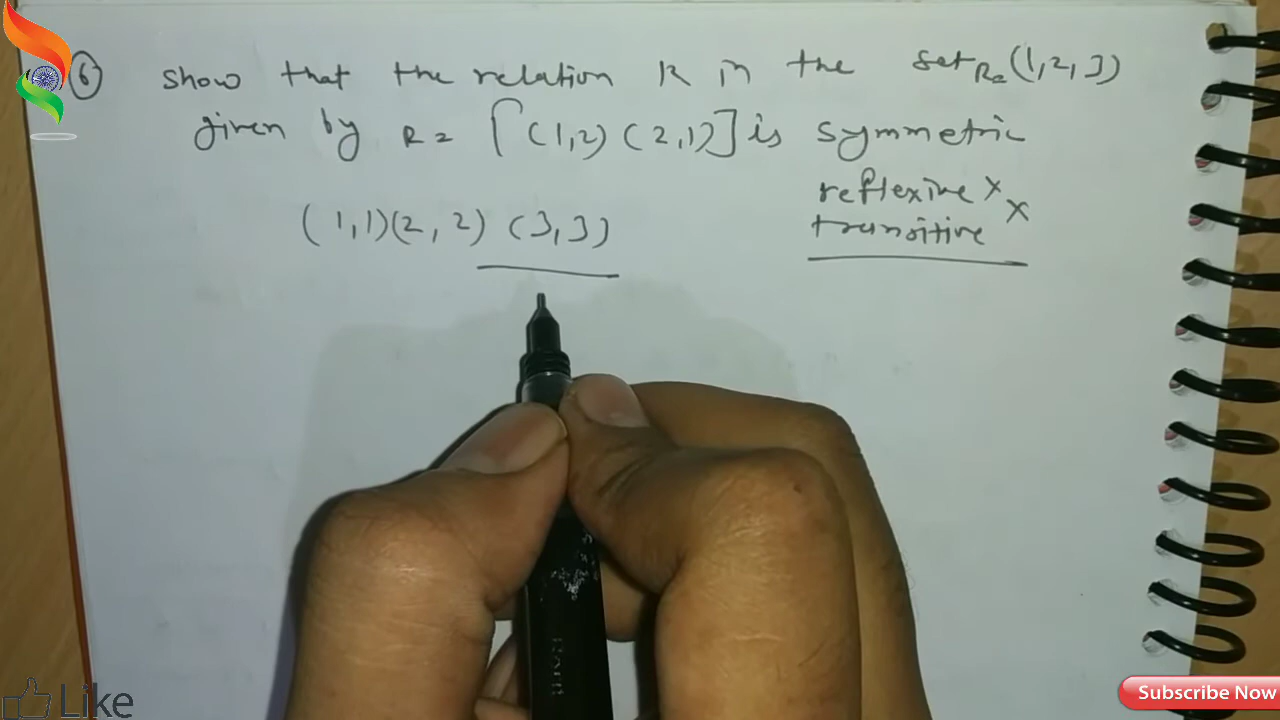 6 show that the relation R in the set R= (1,2,3)
given by R= [(1,2) (2,1)] is symmetric
reflexive x x
transitive
(1,1)(2,2) (3,3)
Like
Subscribe Now